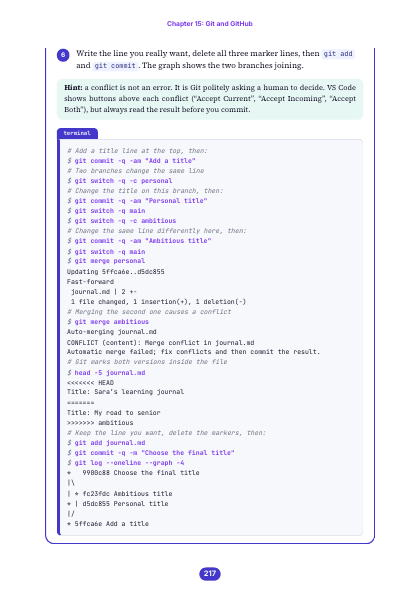 Chapter 15: Git and GitHub
6 Write the line you really want, delete all three marker lines, then git add
and git commit. The graph shows the two branches joining.
Hint: a conflict is not an error. It is Git politely asking a human to decide. VS Code
shows buttons above each conflict (“Accept Current”, “Accept Incoming”, “Accept
Both”), but always read the result before you commit.
terminal
# Add a title line at the top, then:
$ git commit -q -am "Add a title"
# Two branches change the same line
$ git switch -q -c personal
# Change the title on this branch, then:
$ git commit -q -am "Personal title"
$ git switch -q main
$ git switch -q -c ambitious
# Change the same line differently here, then:
$ git commit -q -am "Ambitious title"
$ git switch -q main
$ git merge personal
Updating 5ffca6e..d5dc855
Fast-forward
 journal.md | 2 +-
 1 file changed, 1 insertion(+), 1 deletion(-)
# Merging the second one causes a conflict
$ git merge ambitious
Auto-merging journal.md
CONFLICT (content): Merge conflict in journal.md
Automatic merge failed; fix conflicts and then commit the result.
# Git marks both versions inside the file
$ head -5 journal.md
<<<<<<< HEAD
Title: Sara's learning journal
=======
Title: My road to senior
>>>>>>> ambitious
# Keep the line you want, delete the markers, then:
$ git add journal.md
$ git commit -q -m "Choose the final title"
$ git log --oneline --graph -4
*   9980c88 Choose the final title
|\
| * fc23fdc Ambitious title
* | d5dc855 Personal title
|/
* 5ffca6e Add a title
217